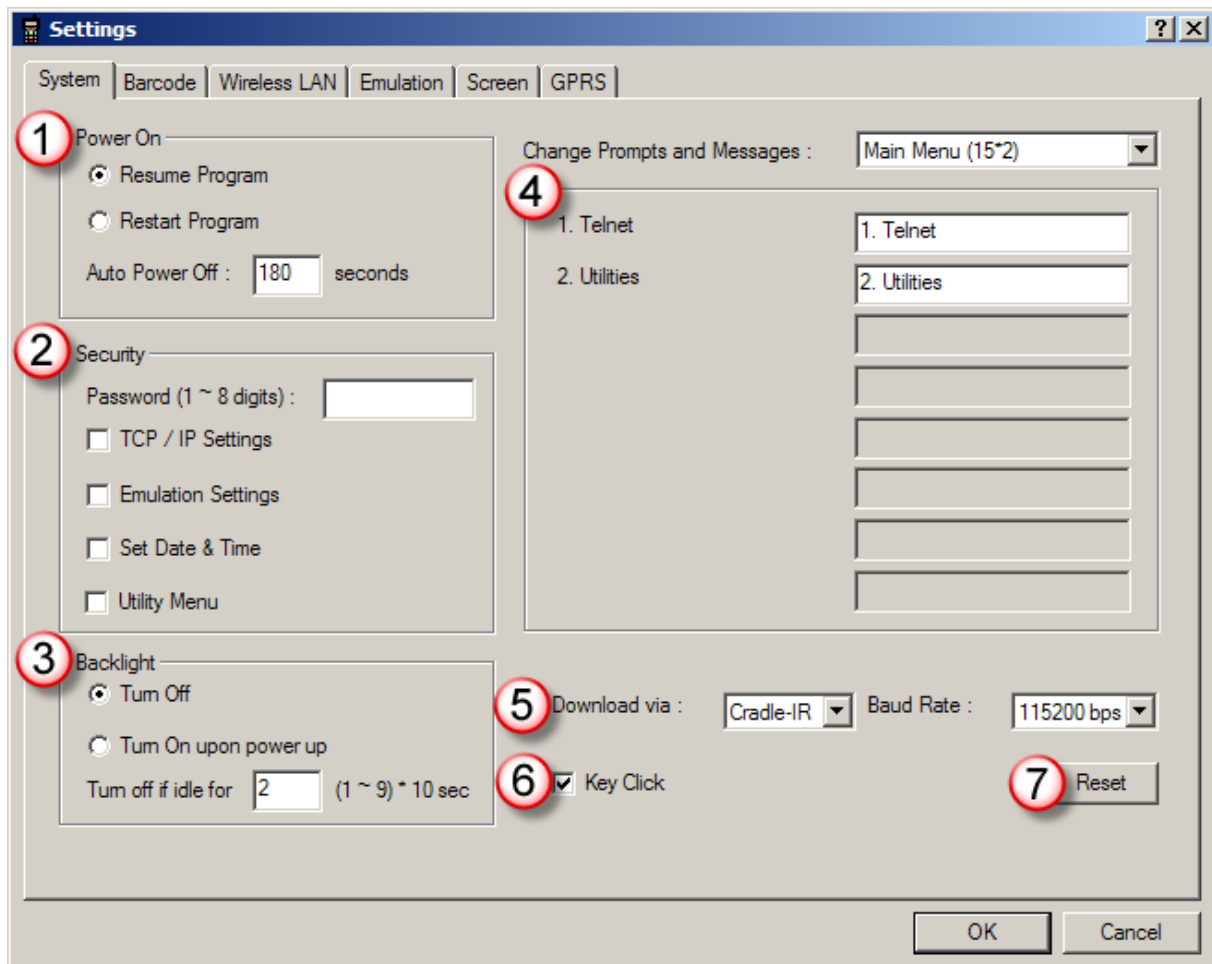 Settings
System Barcode Wireless LAN Emulation Screen GPRS
1 Power On
Resume Program
Restart Program
Auto Power Off : 180 seconds
2 Security
Password (1 ~ 8 digits) :
TCP / IP Settings
Emulation Settings
Set Date & Time
Utility Menu
3 Backlight
Turn Off
Turn On upon power up
Turn off if idle for 2 (1 ~ 9) * 10 sec
Change Prompts and Messages : Main Menu (15*2)
4
1. Telnet 1. Telnet
2. Utilities 2. Utilities
5 Download via : Cradle-IR Baud Rate : 115200 bps
6 Key Click
7 Reset
OK Cancel